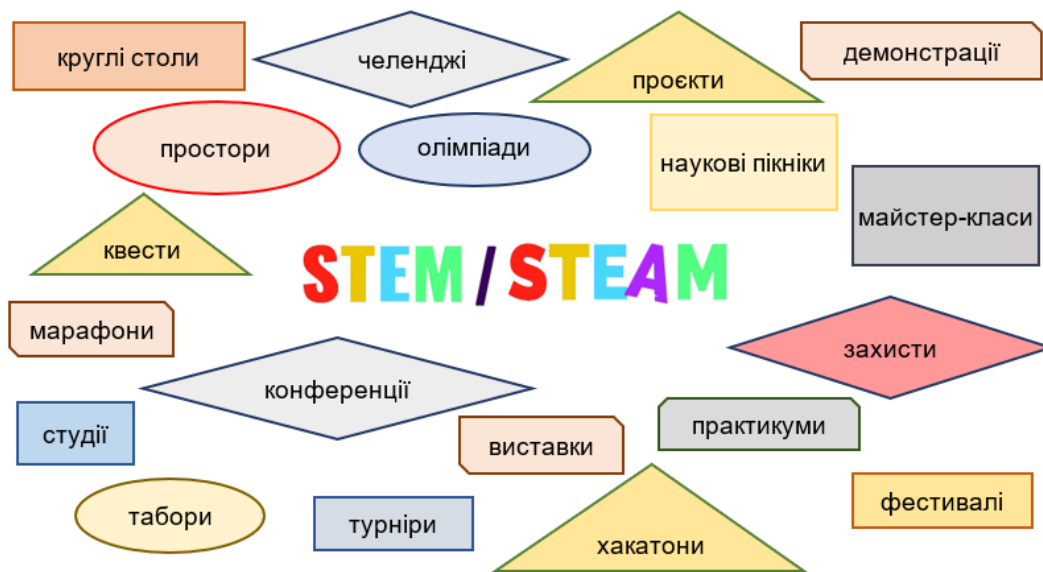 круглі столи
челенджі
проєкти
демонстрації
простори
олімпіади
наукові пікніки
майстер-класи
квести
STEM / STEAM
марафони
захисти
конференції
студії
виставки
практикуми
табори
турніри
хакатони
фестивалі